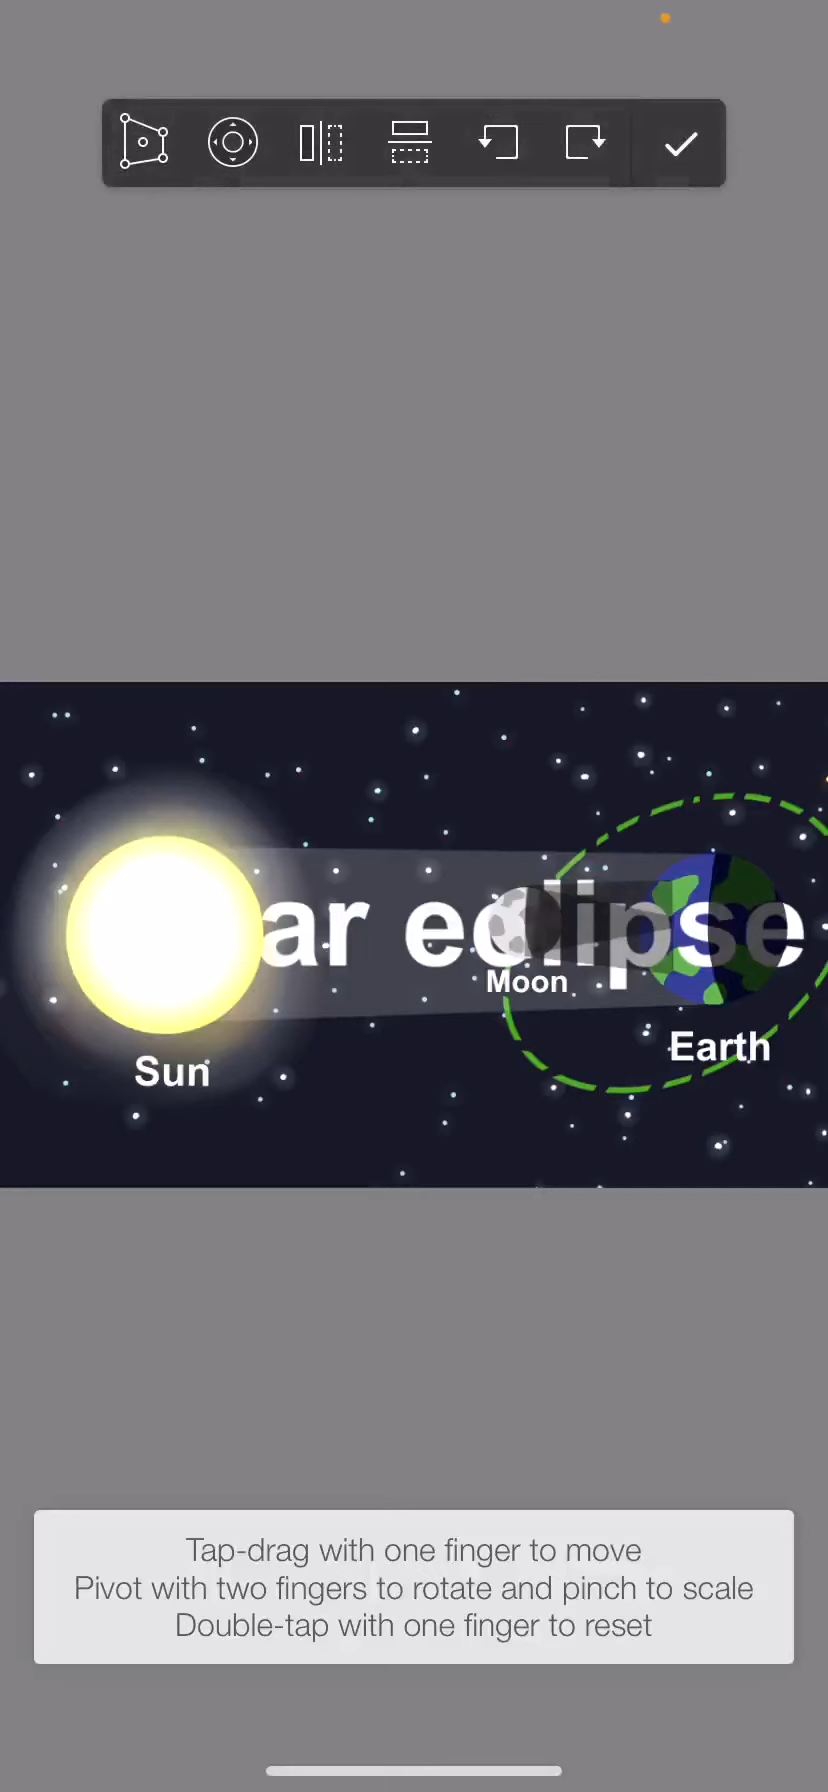 ar eclipse
Moon
Earth
Sun
Tap-drag with one finger to move
Pivot with two fingers to rotate and pinch to scale
Double-tap with one finger to reset